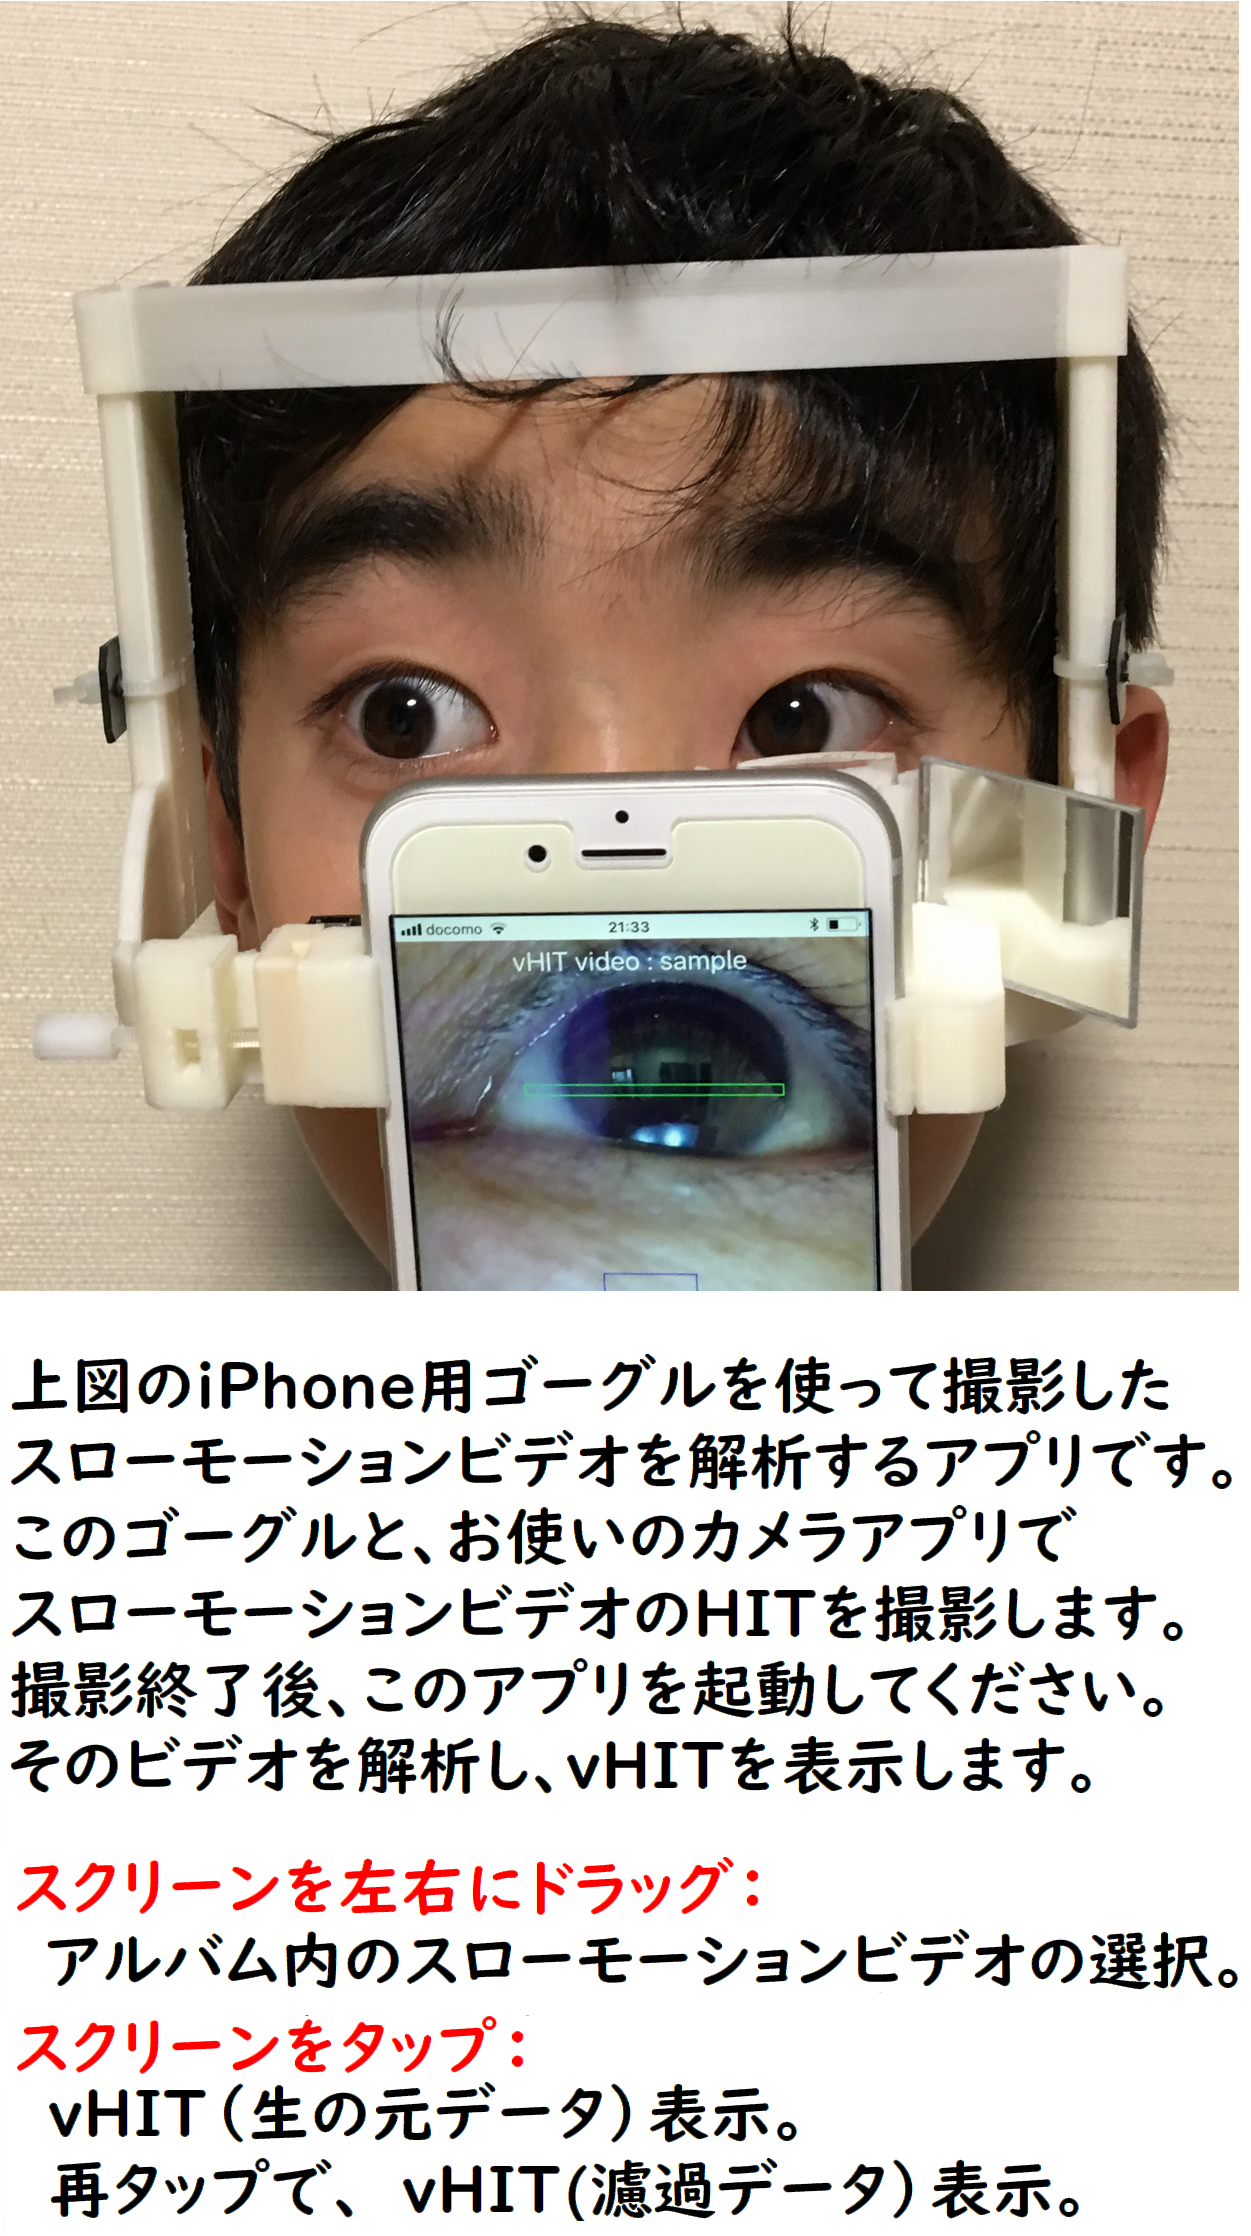 docomo 21:33
vHIT video : sample
上図のiPhone用ゴーグルを使って撮影した
スローモーションビデオを解析するアプリです。
このゴーグルと、お使いのカメラアプリで
スローモーションビデオのHITを撮影します。
撮影終了後、このアプリを起動してください。
そのビデオを解析し、vHITを表示します。
スクリーンを左右にドラッグ：
アルバム内のスローモーションビデオの選択。
スクリーンをタップ：
vHIT（生の元データ）表示。
再タップで、vHIT(濾過データ）表示。